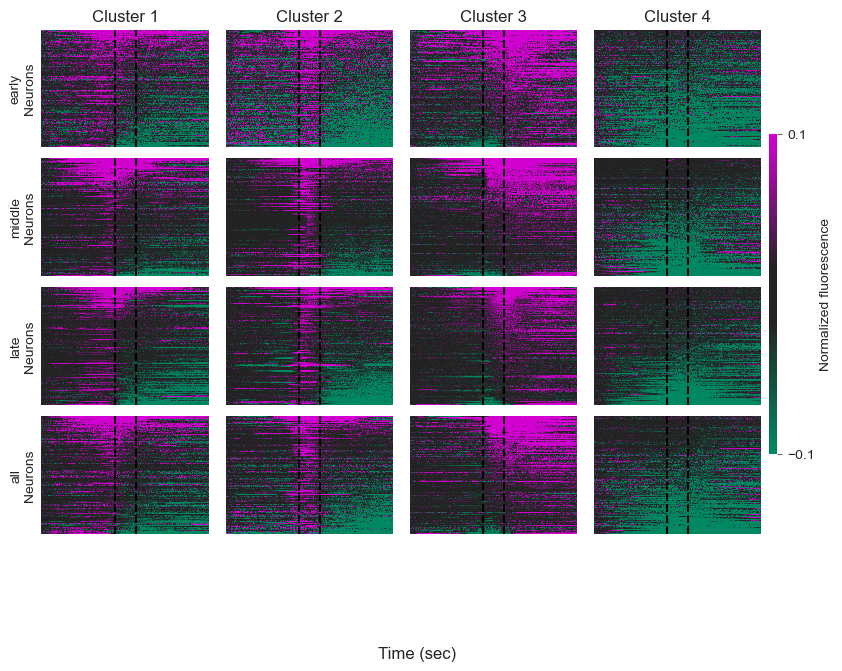 Cluster 1
Cluster 2
Cluster 3
Cluster 4
early
Neurons
middle
Neurons
late
Neurons
all
Neurons
0.1
Normalized fluorescence
−0.1
Time (sec)